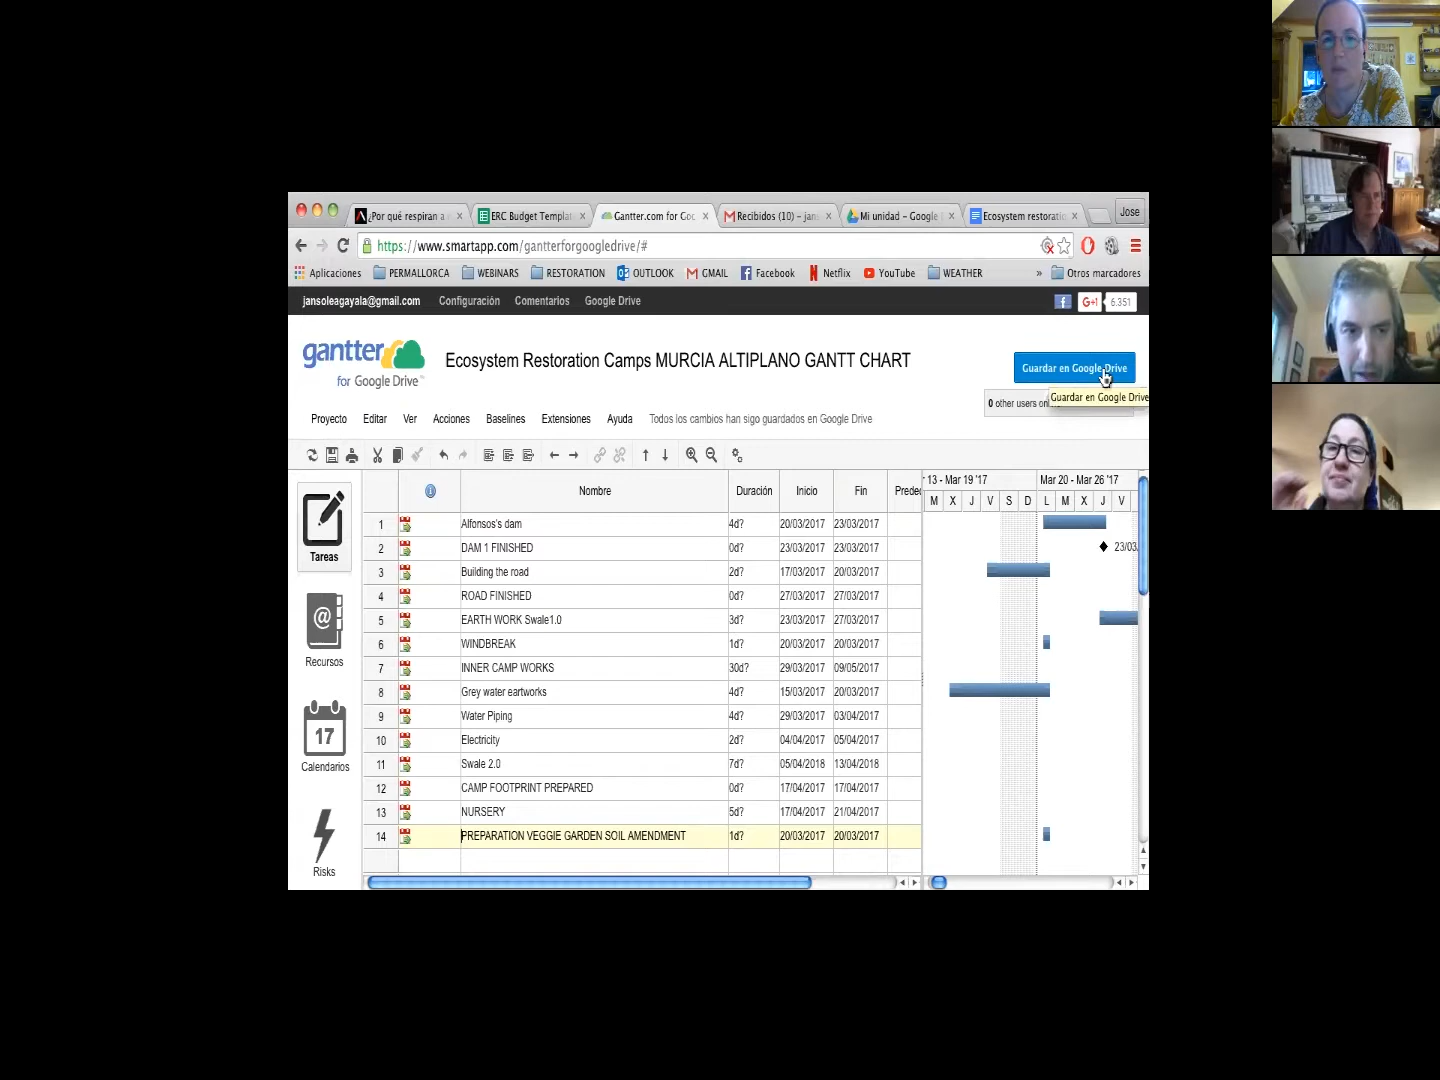 ¿Por qué respiran a
ERC Budget Templat
Gantter.com for Goo
Recibidos (10) – jan
Mi unidad – Google
Ecosystem restoratio
Jose
https://www.smartapp.com/gantterforgoogledrive/#
Aplicaciones PERMALLORCA WEBINARS RESTORATION OUTLOOK GMAIL Facebook Netflix YouTube WEATHER » Otros marcadores
jansoleagayala@gmail.com Configuración Comentarios Google Drive G+1 6.351
gantter
for Google Drive™
Ecosystem Restoration Camps MURCIA ALTIPLANO GANTT CHART
Guardar en Google Drive
0 other users onl
Guardar en Google Drive
Proyecto Editar Ver Acciones Baselines Extensiones Ayuda Todos los cambios han sigo guardados en Google Drive
Tareas
Recursos
17
Calendarios
Risks
Nombre Duración Inicio Fin Predec
13 - Mar 19 '17 Mar 20 - Mar 26 '17
M X J V S D L M X J V
1 Alfonsos's dam 4d? 20/03/2017 23/03/2017
2 DAM 1 FINISHED 0d? 23/03/2017 23/03/2017 23/03.
3 Building the road 2d? 17/03/2017 20/03/2017
4 ROAD FINISHED 0d? 27/03/2017 27/03/2017
5 EARTH WORK Swale1.0 3d? 23/03/2017 27/03/2017
6 WINDBREAK 1d? 20/03/2017 20/03/2017
7 INNER CAMP WORKS 30d? 29/03/2017 09/05/2017
8 Grey water eartworks 4d? 15/03/2017 20/03/2017
9 Water Piping 4d? 29/03/2017 03/04/2017
10 Electricity 2d? 04/04/2017 05/04/2017
11 Swale 2.0 7d? 05/04/2018 13/04/2018
12 CAMP FOOTPRINT PREPARED 0d? 17/04/2017 17/04/2017
13 NURSERY 5d? 17/04/2017 21/04/2017
14 PREPARATION VEGGIE GARDEN SOIL AMENDMENT 1d? 20/03/2017 20/03/2017